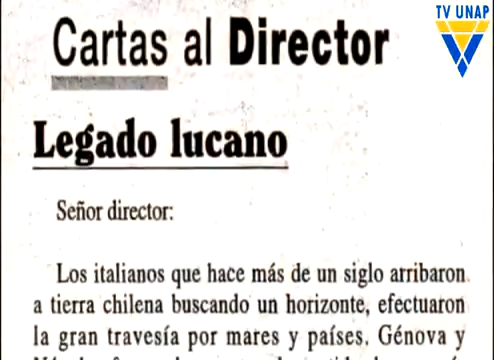 TV UNAP
Cartas al Director
Legado lucano
Señor director:
Los italianos que hace más de un siglo arribaron
a tierra chilena buscando un horizonte, efectuaron
la gran travesía por mares y países. Génova y